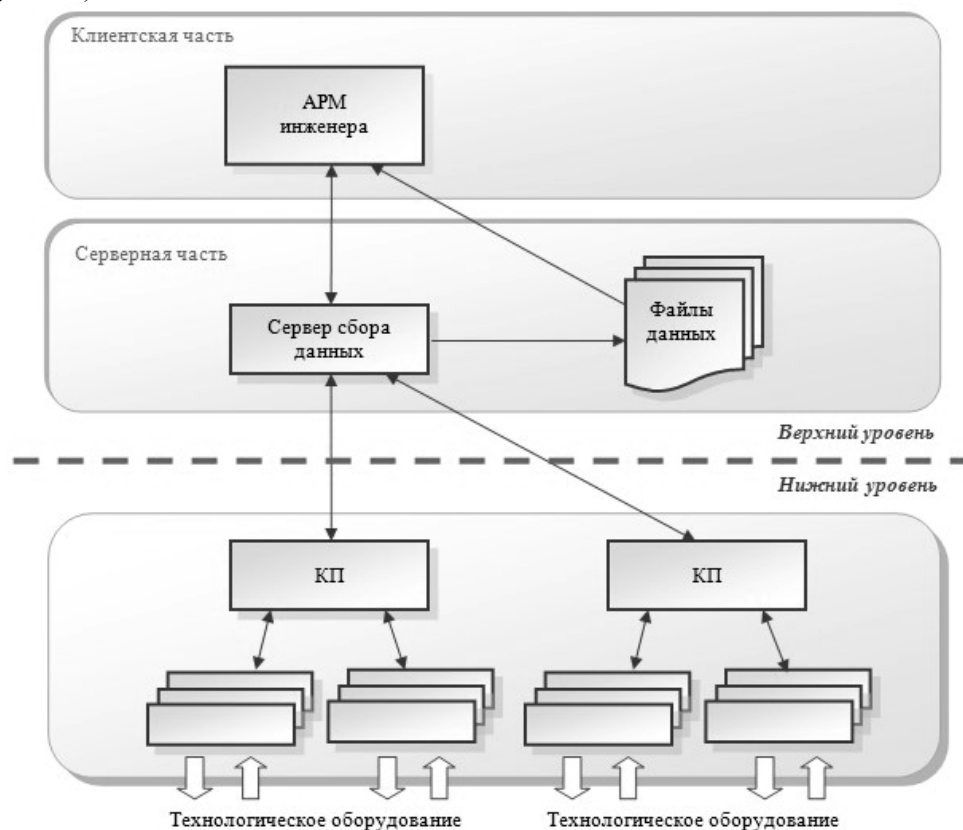 Клиентская часть
АРМ
инженера
Серверная часть
Сервер сбора
данных
Файлы
данных
Верхний уровень
Нижний уровень
КП
КП
Технологическое оборудование
Технологическое оборудование